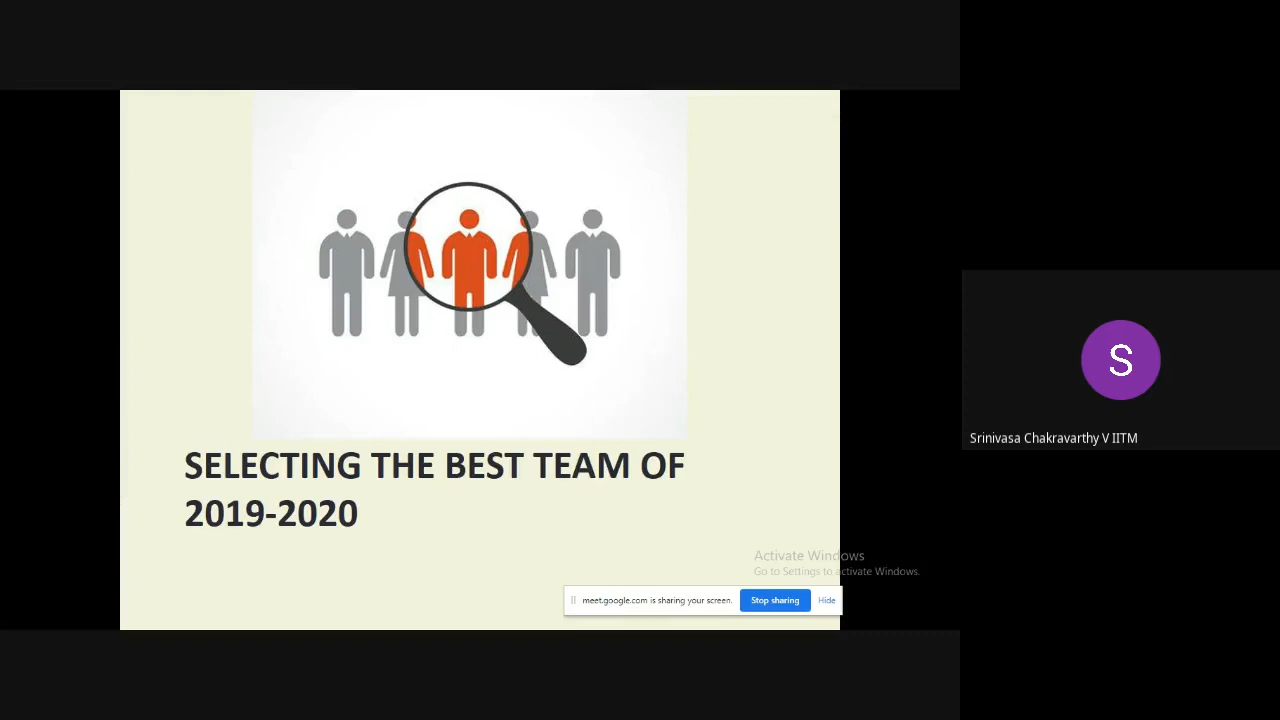 SELECTING THE BEST TEAM OF
2019-2020
Activate Windows
Go to Settings to activate Windows.
meet.google.com is sharing your screen.
Stop sharing
Hide
S
Srinivasa Chakravarthy V IITM